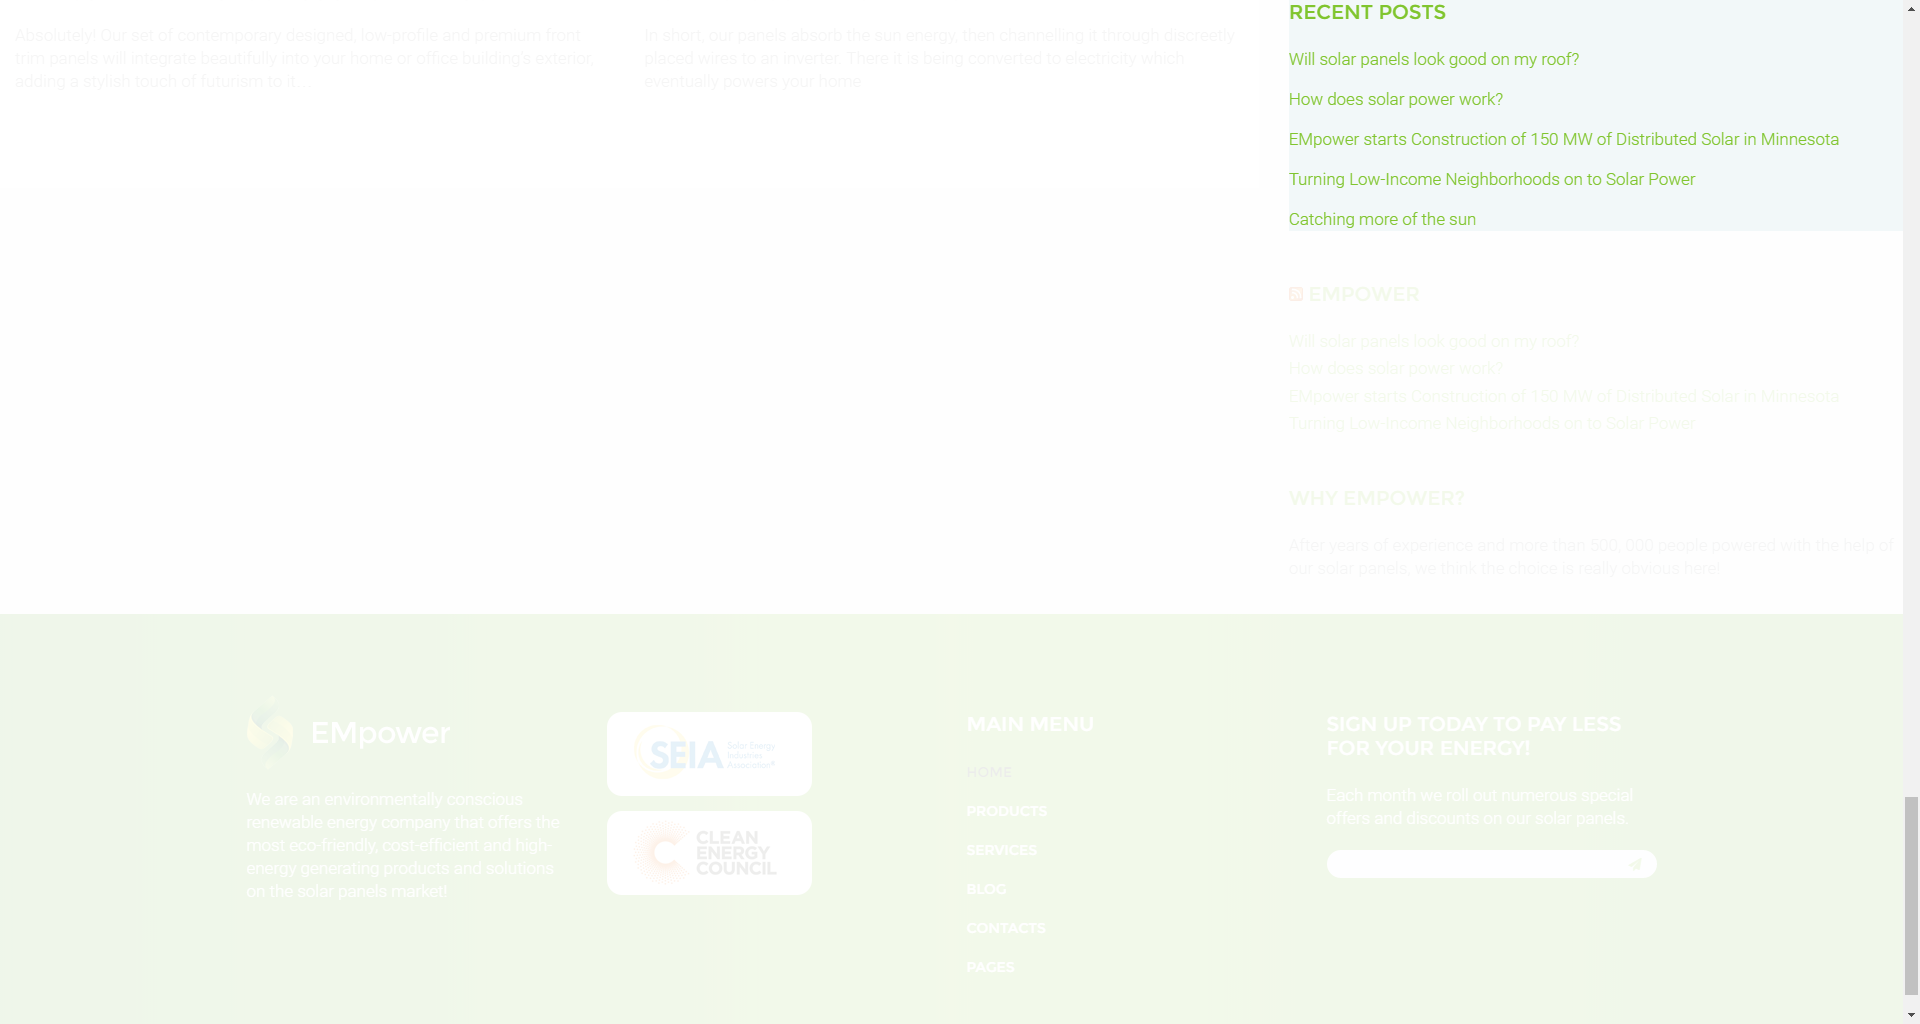 Absolutely! Our set of contemporary designed, low-profile and premium front
trim panels will integrate beautifully into your home or office building's exterior
adding a stylish touch of futurism to it...
In short, our panels absorb the sun energy, then channelling it through discreetly
placed wires to an inverter. There it is being converted to electricity which
eventually powers your home.
RECENT POSTS
Will solar panels look good on my roof?
How does solar power work?
EMpower starts Construction of 150 MW of Distributed Solar in Minnesota
Turning Low-Income Neighborhoods on to Solar Power
Catching more of the sun
EMPOWER
Will solar panels look good on my roof?
How does solar power work?
EMpower starts Construction of 150 MW of Distributed Solar in Minnesota
Turning Low-Income Neighborhoods on to Solar Power
WHY EMPOWER?
After years of experience and more than 500, 000 people powered with the help of
our solar panels, we think the choice is really obvious here!
EMpower
We are an environmentally conscious
renewable energy company that offers the
most eco-friendly, cost-efficient and high-
energy generating products and solutions
on the solar panels market!
SEIA Solar Energy
Industries
Association®
CLEAN
ENERGY
COUNCIL
MAIN MENU
HOME
PRODUCTS
SERVICES
BLOG
CONTACTS
PAGES
SIGN UP TODAY TO PAY LESS
FOR YOUR ENERGY!
Each month we roll out numerous special
offers and discounts on our solar panels.